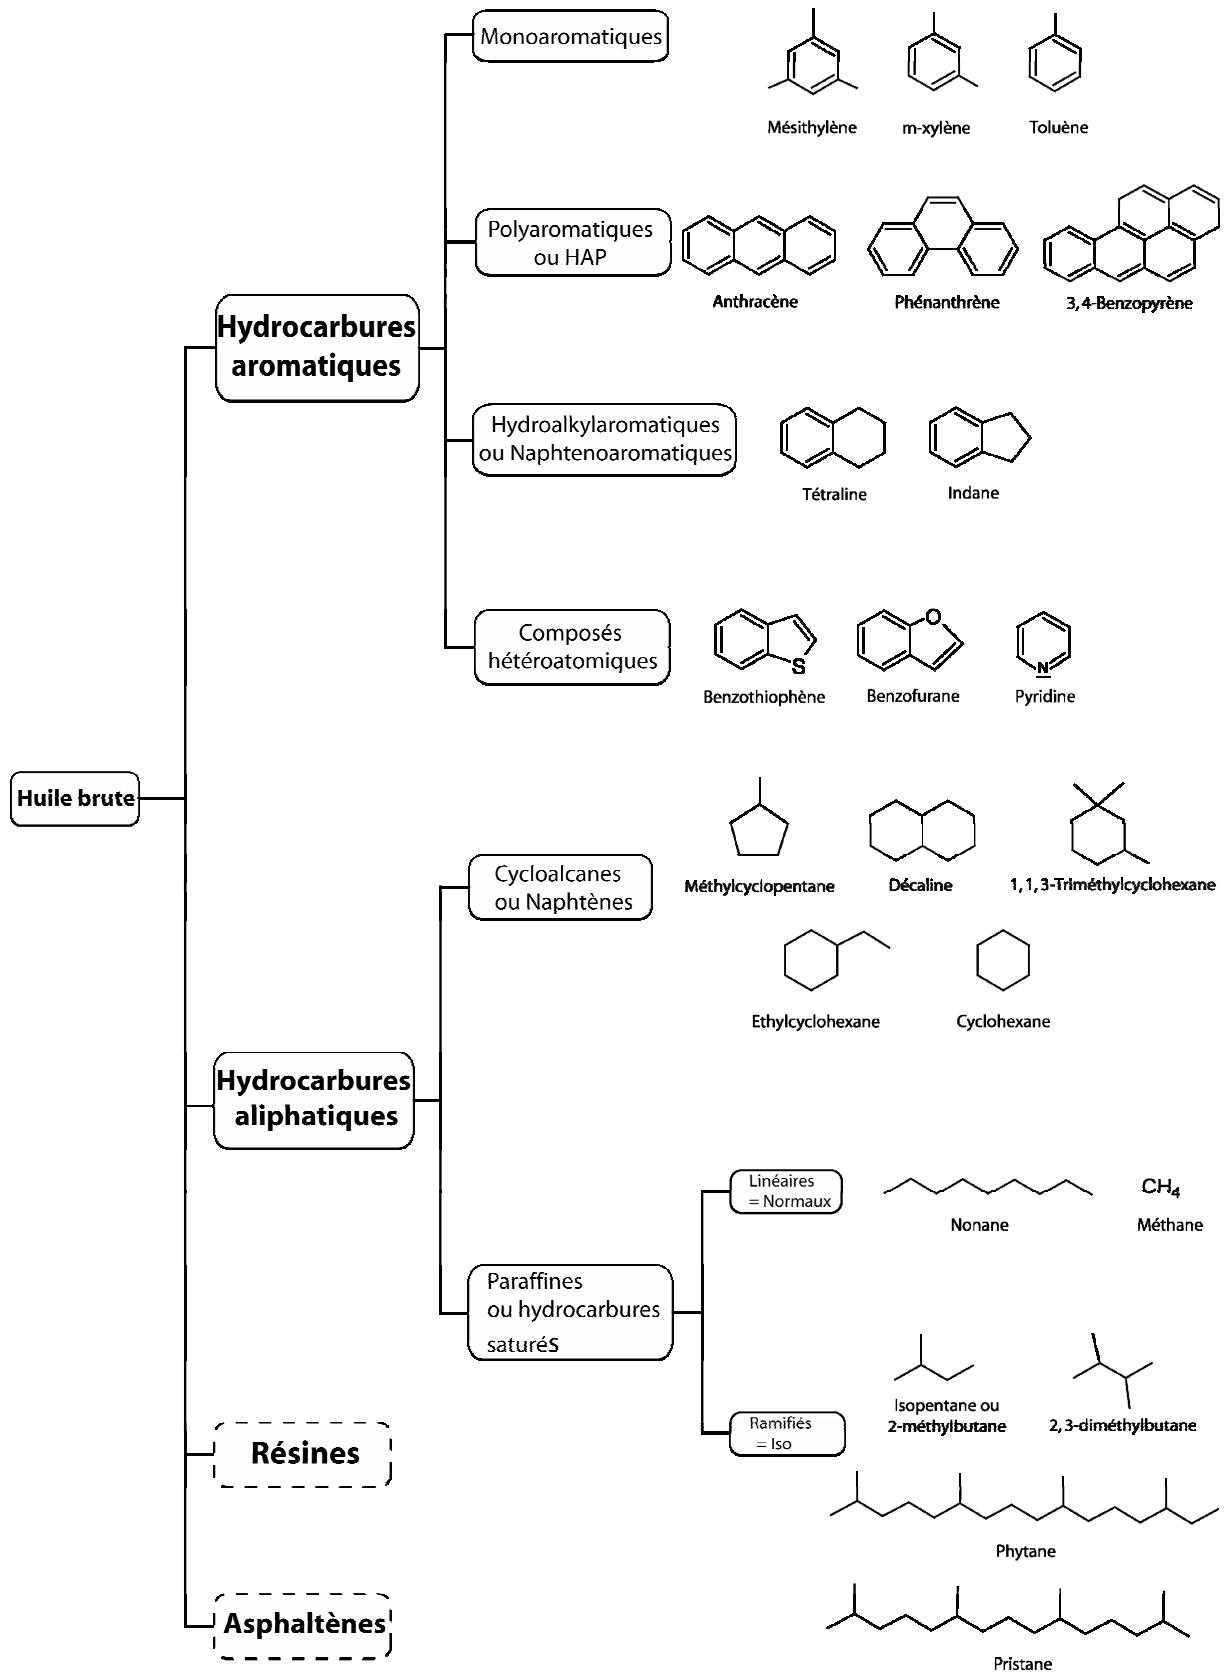 Monoaromatiques
Mésithylène
m-xylène
Toluène
Polyaromatiques
ou HAP
Anthracène
Phénanthrène
3,4-Benzopyrène
Hydrocarbures
aromatiques
Hydroalkylaromatiques
ou Naphtenoaromatiques
Tétraline
Indane
Composés
hétéroatomiques
S
O
N
Benzothiophène
Benzofurane
Pyridine
Huile brute
Cycloalcanes
ou Naphtènes
Méthylcyclopentane
Décaline
1,1,3-Triméthylcyclohexane
Ethylcyclohexane
Cyclohexane
Hydrocarbures
aliphatiques
Linéaires
= Normaux
Nonane
CH4
Méthane
Paraffines
ou hydrocarbures
saturés
Ramifiés
= Iso
Isopentane ou
2-méthylbutane
2,3-diméthylbutane
Résines
Phytane
Asphaltènes
Pristane